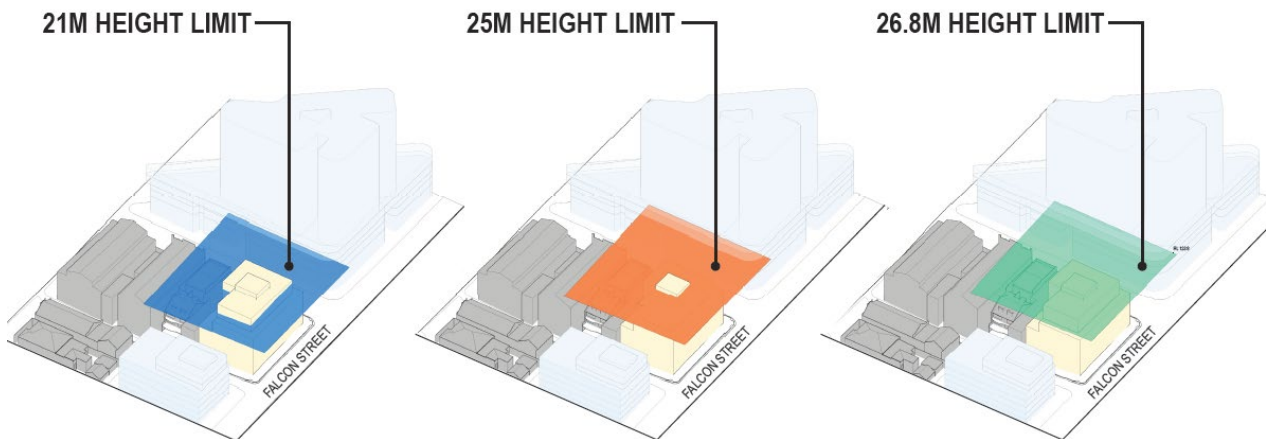 21M HEIGHT LIMIT
25M HEIGHT LIMIT
26.8M HEIGHT LIMIT
FALCON STREET
FALCON STREET
FALCON STREET